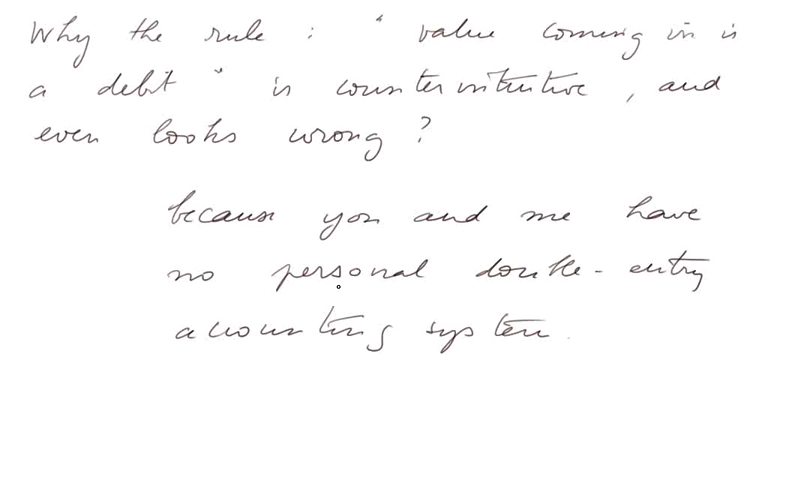 Why the rule : " value coming in is
a debit " is counterintuitive , and
even looks wrong ?
because you and me have
no personal double-entry
accounting system.